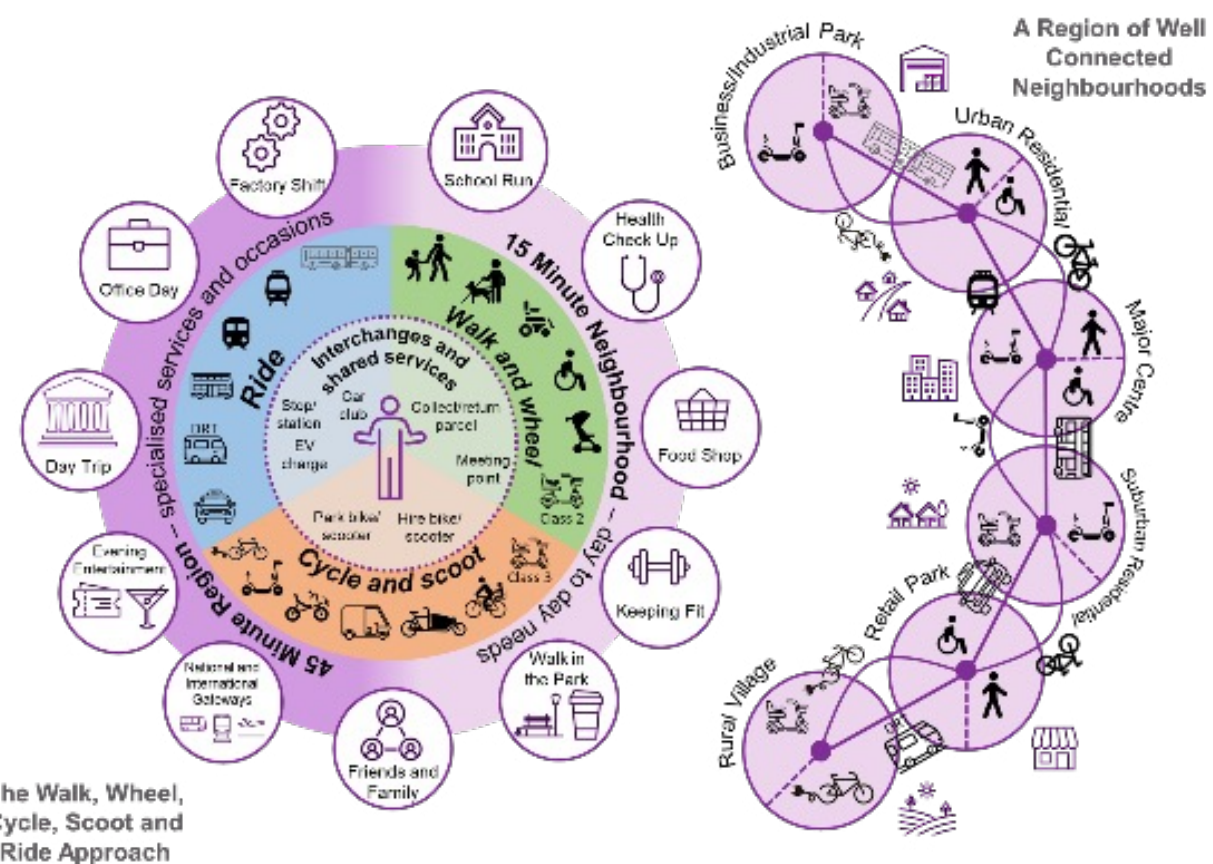 A Region of Well
Connected
Neighbourhoods
Business/Industrial Park
Urban Residential
Major Centre
Suburban Residential
Retail Park
Rural Village
Factory Shift
School Run
Health
Check Up
Office Day
Food Shop
Day Trip
Keeping Fit
Evening
Entertainment
Walk in
the Park
National and
International
Gateways
Friends and
Family
45 Minute Region – specialised services and occasions
15 Minute Neighbourhood – day to day needs
Ride
DRT
Walk and wheel
Class 2
Cycle and scoot
Class 3
Interchanges and
shared services
Stop/
station
Car
club
Collect/return
parcel
EV
charge
Meeting
point
Park bike/
scooter
Hire bike/
scooter
he Walk, Wheel,
Cycle, Scoot and
Ride Approach